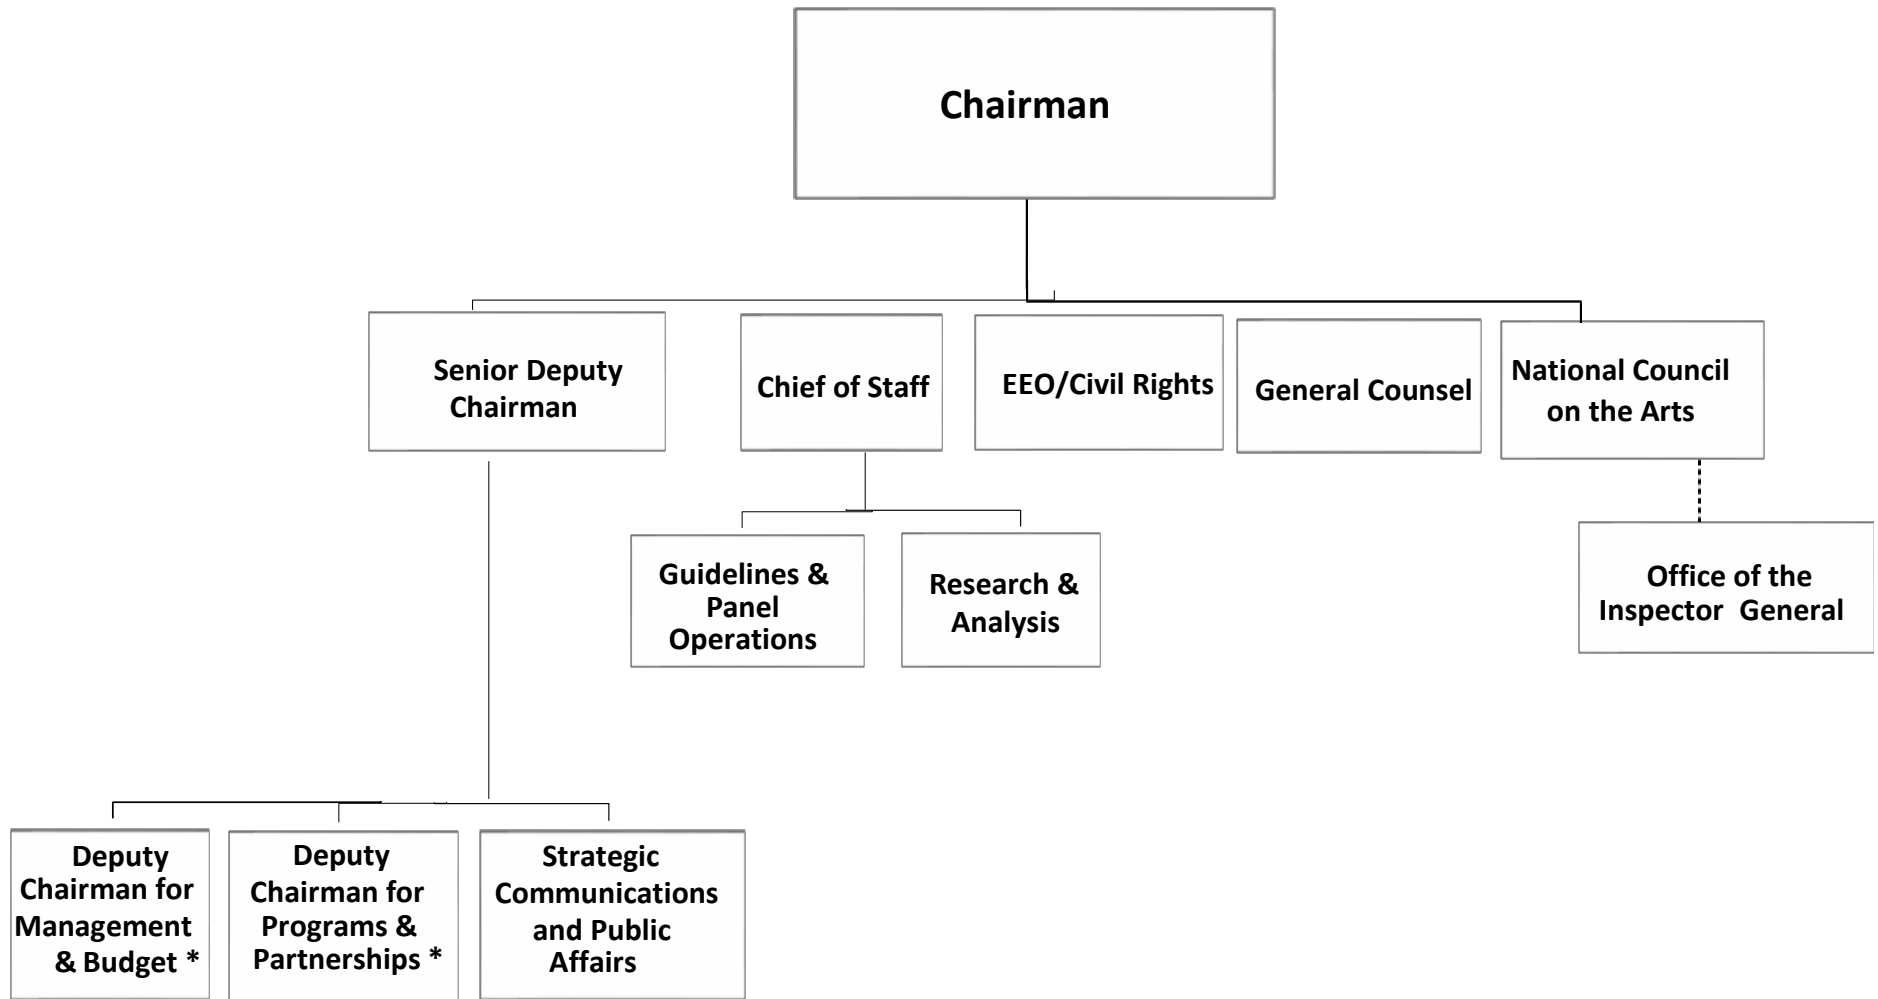 Chairman
Senior Deputy
Chairman
Chief of Staff
EEO/Civil Rights
General Counsel
National Council
on the Arts
Guidelines &
Panel
Operations
Research &
Analysis
Office of the
Inspector  General
Deputy
Chairman for
Management
& Budget *
Deputy
Chairman for
Programs &
Partnerships *
Strategic
Communications
and Public
Affairs